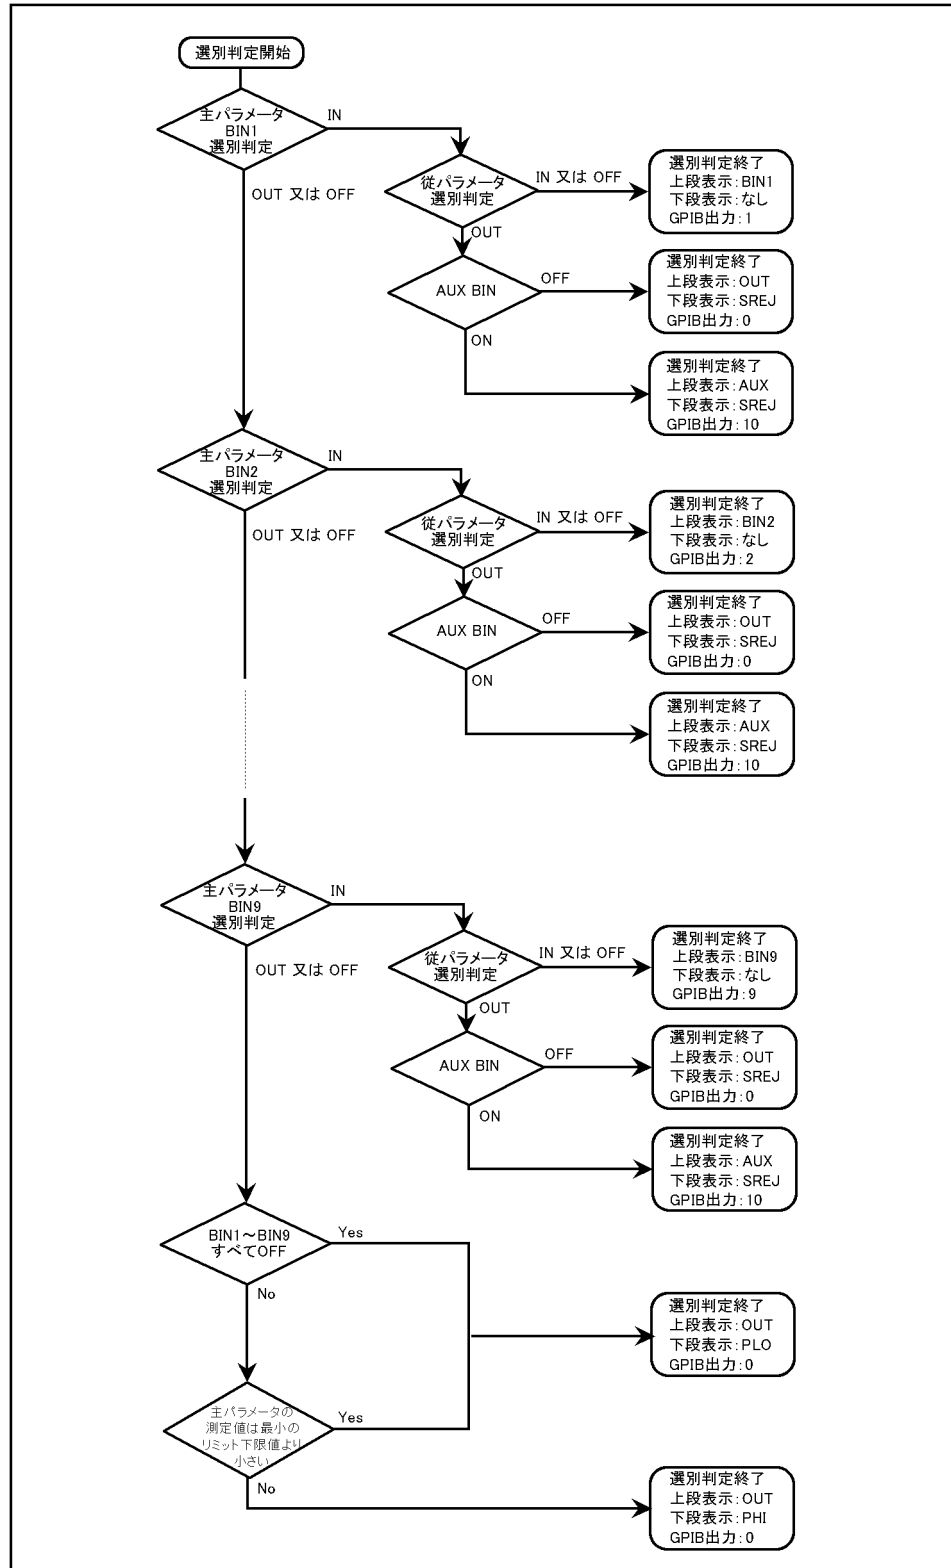 選別判定開始
主パラメータ
BIN1
選別判定
IN
OUT 又は OFF
従パラメータ
選別判定
IN 又は OFF
選別判定終了
上段表示:BIN1
下段表示:なし
GPIB出力:1
OUT
AUX BIN
OFF
選別判定終了
上段表示:OUT
下段表示:SREJ
GPIB出力:0
ON
選別判定終了
上段表示:AUX
下段表示:SREJ
GPIB出力:10
主パラメータ
BIN2
選別判定
IN
OUT 又は OFF
従パラメータ
選別判定
IN 又は OFF
選別判定終了
上段表示:BIN2
下段表示:なし
GPIB出力:2
OUT
AUX BIN
OFF
選別判定終了
上段表示:OUT
下段表示:SREJ
GPIB出力:0
ON
選別判定終了
上段表示:AUX
下段表示:SREJ
GPIB出力:10
主パラメータ
BIN9
選別判定
IN
OUT 又は OFF
従パラメータ
選別判定
IN 又は OFF
選別判定終了
上段表示:BIN9
下段表示:なし
GPIB出力:9
OUT
AUX BIN
OFF
選別判定終了
上段表示:OUT
下段表示:SREJ
GPIB出力:0
ON
選別判定終了
上段表示:AUX
下段表示:SREJ
GPIB出力:10
BIN1～BIN9
すべてOFF
Yes
No
選別判定終了
上段表示:OUT
下段表示:PLO
GPIB出力:0
主パラメータの
測定値は最小の
リミット下限値より
小さい
Yes
No
選別判定終了
上段表示:OUT
下段表示:PHI
GPIB出力:0